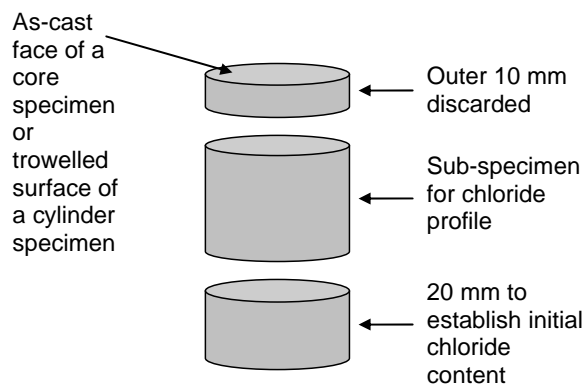 As-cast
face of a
core
specimen
or
trowelled
surface of
a cylinder
specimen
Outer 10 mm
discarded
Sub-specimen
for chloride
profile
20 mm to
establish initial
chloride
content